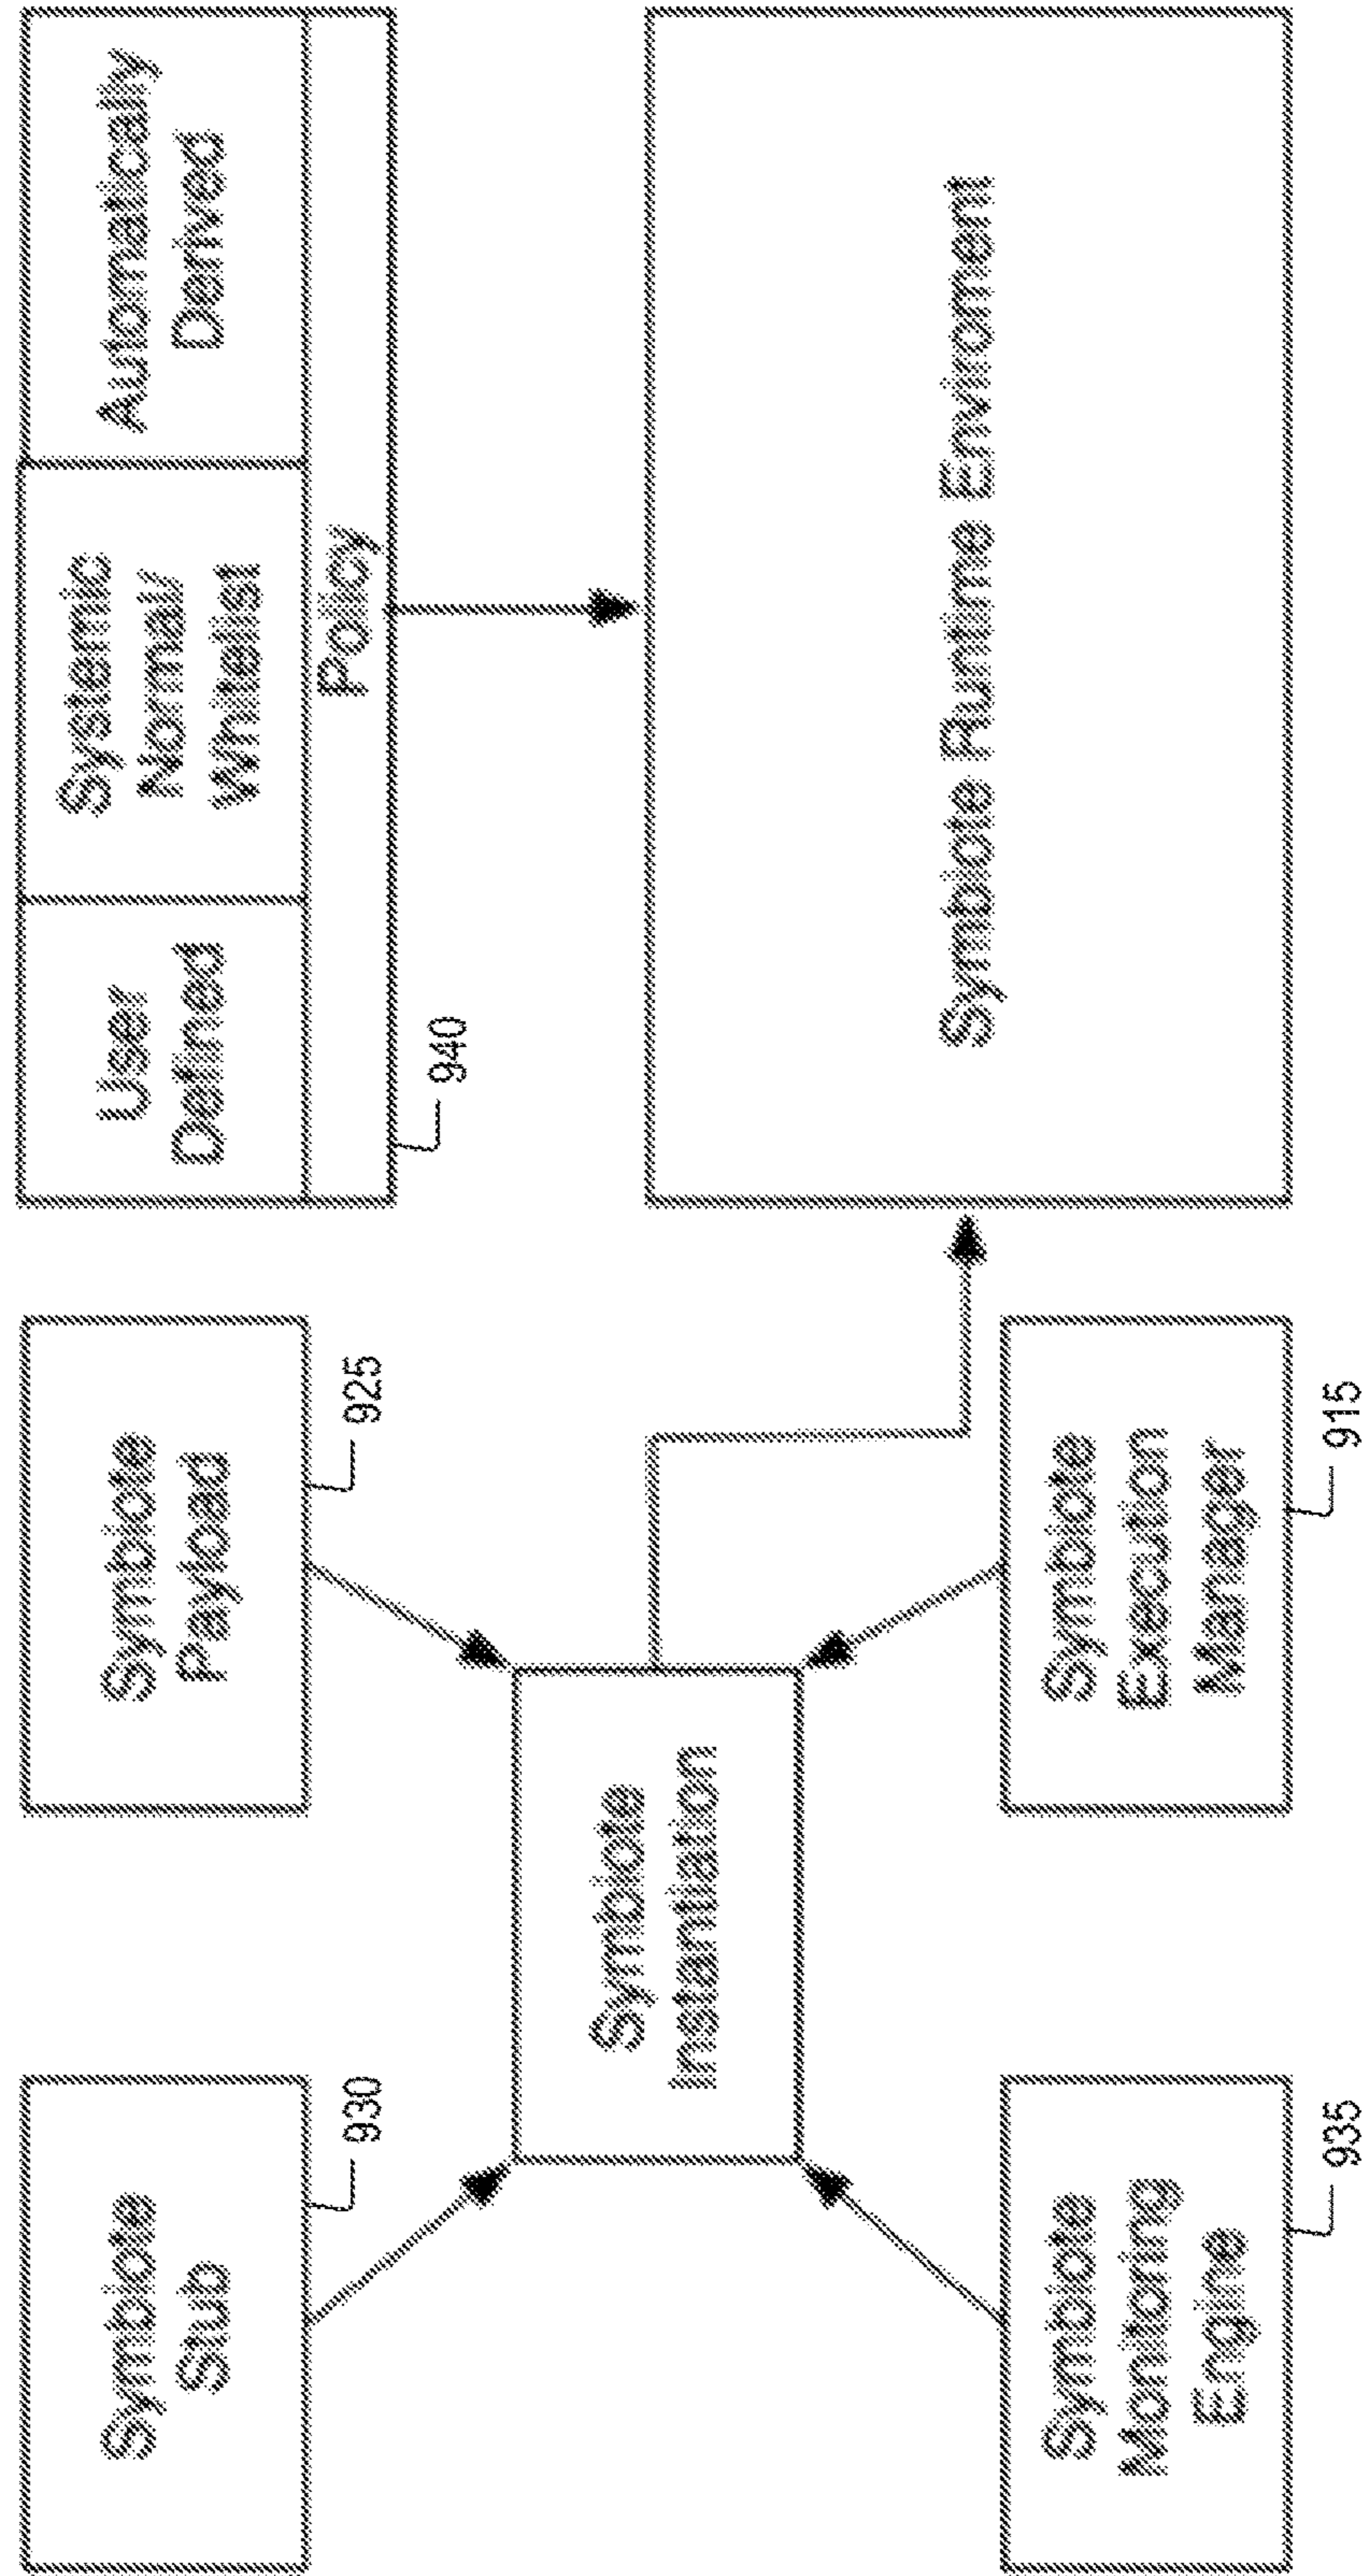 Symbiote
Stub
930
Symbiote
Payload
925
User
Defined
Systemic
Normal/
Whitelist
Automatically
Derived
Policy
940
Symbiote
Instantiation
Symbiote Runtime Enviroment
Symbiote
Monitoring
Engine
935
Symbiote
Execution
Manager
915